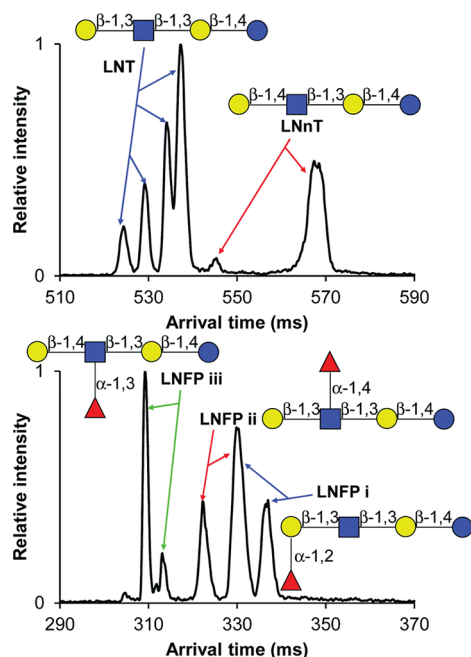 β-1,3 β-1,3 β-1,4
1
LNT
β-1,4 β-1,3 β-1,4
LNnT
Relative intensity
0
510 530 550 570 590
Arrival time (ms)
β-1,4 β-1,3 β-1,4
1
α-1,3
LNFP iii
α-1,4
LNFP ii
β-1,3 β-1,3 β-1,4
LNFP i
β-1,3 β-1,3 β-1,4
α-1,2
Relative intensity
0
290 310 330 350 370
Arrival time (ms)